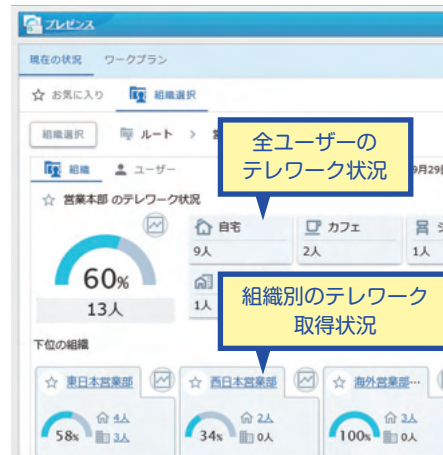 プレゼンス
現在の状況 ワークプラン
お気に入り 組織選択
組織選択 ルート >
全ユーザーの
テレワーク状況
組織 ユーザー
9月29日
営業本部 のテレワーク状況
自宅
9人
カフェ
2人
1人
60%
13人
1人
組織別のテレワーク
取得状況
下位の組織
東日本営業部
58%
4人
3人
西日本営業部
34%
2人
0人
海外営業部…
100%
3人
0人